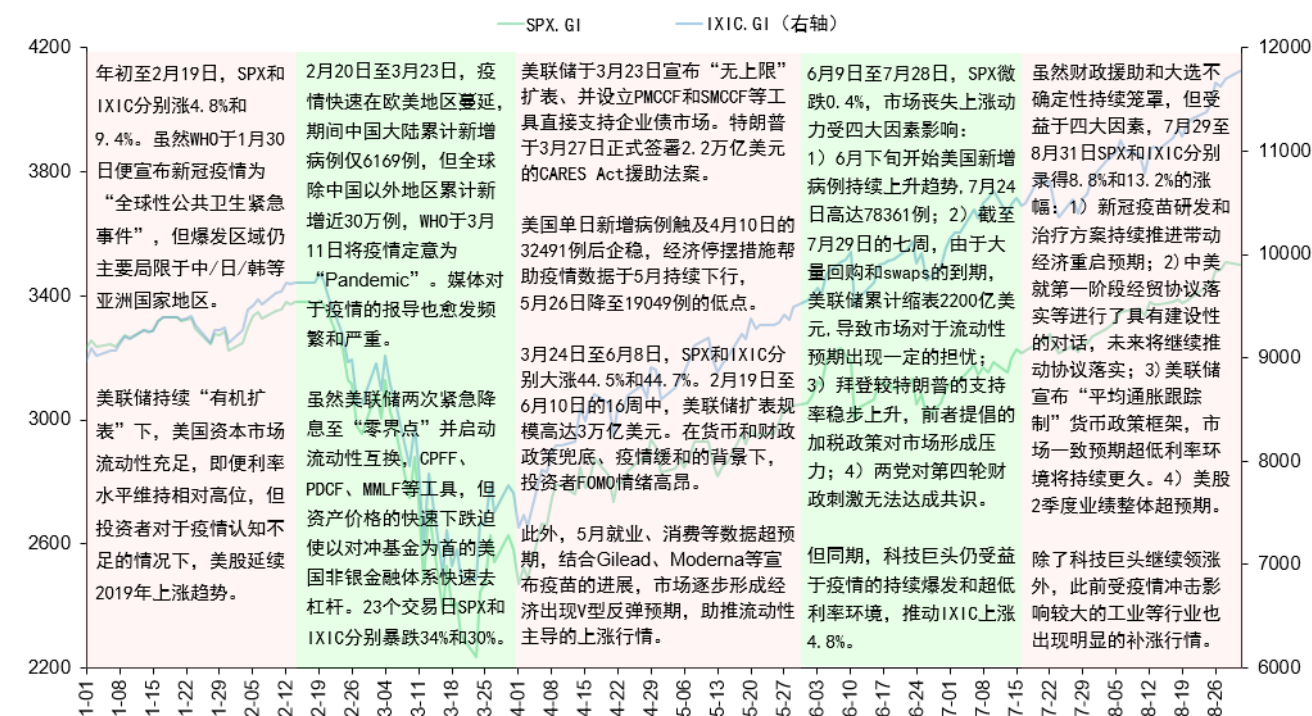 SPX.GI
IXIC.GI（右轴）
4200
3800
3400
3000
2600
2200
年初至2月19日，SPX和
IXIC分别涨4.8%和
9.4%。虽然WHO于1月30
日便宣布新冠疫情为
“全球性公共卫生紧急
事件”，但爆发区域仍
主要局限于中/日/韩等
亚洲国家地区。
美联储持续“有机扩
表”下，美国资本市场
流动性充足，即便利率
水平维持相对高位，但
投资者对于疫情认知不
足的情况下，美股延续
2019年上涨趋势。
2月20日至3月23日，疫
情快速在欧美地区蔓延，
期间中国大陆累计新增
病例仅6169例，但全球
除中国以外地区累计新
增近30万例，WHO于3月
11日将疫情定意为
“Pandemic”。媒体对
于疫情的报导也愈发频
繁和严重。
虽然美联储两次紧急降
息至“零界点”并启动
流动性互换，CPFF、
PDCF、MMLF等工具，但
资产价格的快速下跌迫
使以对冲基金为首的美
国非银金融体系快速去
杠杆。23个交易日SPX和
IXIC分别暴跌34%和30%。
美联储于3月23日宣布“无上限”
扩表、并设立PMCCF和SMCCF等工
具直接支持企业债市场。特朗普
于3月27日正式签署2.2万亿美元
的CARES Act援助法案。
美国单日新增病例触及4月10日的
32491例后企稳，经济停摆措施帮
助疫情数据于5月持续下行，
5月26日降至19049例的低点。
3月24日至6月8日，SPX和IXIC分
别大涨44.5%和44.7%。2月19日至
6月10日的16周中，美联储扩表规
模高达3万亿美元。在货币和财政
政策兜底、疫情缓和的背景下，
投资者FOMO情绪高昂。
此外，5月就业、消费等数据超预
期，结合Gilead、Moderna等宣
布疫苗的进展，市场逐步形成经
济出现V型反弹预期，助推流动性
主导的上涨行情。
6月9日至7月28日，SPX微
跌0.4%，市场丧失上涨动
力受四大因素影响：
1）6月下旬开始美国新增
病例持续上升趋势,7月24
日高达78361例；2）截至
7月29日的七周，由于大
量回购和swaps的到期，
美联储累计缩表2200亿美
元,导致市场对于流动性
预期出现一定的担忧；
3）拜登较特朗普的支持
率稳步上升，前者提倡的
加税政策对市场形成压
力；4）两党对第四轮财
政刺激无法达成共识。
但同期，科技巨头仍受益
于疫情的持续爆发和超低
利率环境，推动IXIC上涨
4.8%。
虽然财政援助和大选不
确定性持续笼罩，但受
益于四大因素，7月29至
8月31日SPX和IXIC分别
录得8.8%和13.2%的涨
幅：1）新冠疫苗研发和
治疗方案持续推进带动
经济重启预期；2)中美
就第一阶段经贸协议落
实等进行了具有建设性
的对话，未来将继续推
动协议落实；3)美联储
宣布“平均通胀跟踪
制”货币政策框架，市
场一致预期超低利率环
境将持续更久。4）美股
2季度业绩整体超预期。
除了科技巨头继续领涨
外，此前受疫情冲击影
响较大的工业等行业也
出现明显的补涨行情。
12000
11000
10000
9000
8000
7000
6000
1-01
1-08
1-15
1-22
1-29
2-05
2-12
2-19
2-26
3-04
3-11
3-18
3-25
4-01
4-08
4-15
4-22
4-29
5-06
5-13
5-20
5-27
6-03
6-10
6-17
6-24
7-01
7-08
7-15
7-22
7-29
8-05
8-12
8-19
8-26